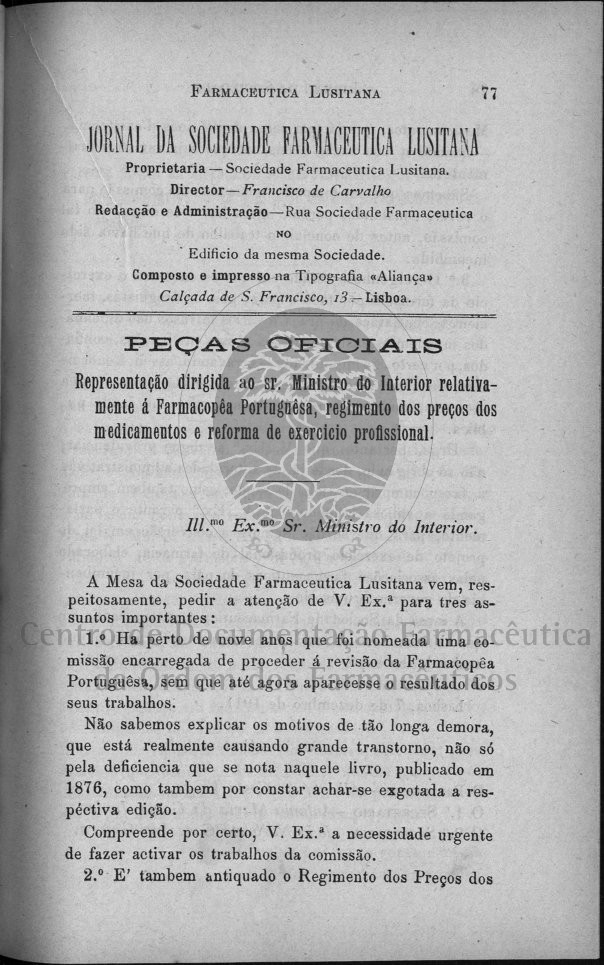 FARMACEUTICA LUSITANA 77
JORNAL DA SOCIEDADE FARMACEUTICA LUSITANA
Proprietaria — Sociedade Farmaceutica Lusitana.
Director—Francisco de Carvalho
Redacção e Administração—Rua Sociedade Farmaceutica
NO
Edificio da mesma Sociedade.
Composto e impresso na Tipografia «Aliança»
Calçada de S. Francisco, 13 — Lisboa.
PEÇAS OFICIAIS
Representação dirigida ao sr. Ministro do Interior relativa-
mente á Farmacopêa Portuguêsa, regimento dos preços dos
medicamentos e reforma de exercicio profissional.
Ill.mo Ex.mo Sr. Ministro do Interior.
A Mesa da Sociedade Farmaceutica Lusitana vem, res-
peitosamente, pedir a atenção de V. Ex.ª para tres as-
suntos importantes:
1.º Ha perto de nove anos que foi nomeada uma co-
missão encarregada de proceder á revisão da Farmacopêa
Portuguêsa, sem que até agora aparecesse o resultado dos
seus trabalhos.
Não sabemos explicar os motivos de tão longa demora,
que está realmente causando grande transtorno, não só
pela deficiencia que se nota naquele livro, publicado em
1876, como tambem por constar achar-se exgotada a res-
péctiva edição.
Compreende por certo, V. Ex.ª a necessidade urgente
de fazer activar os trabalhos da comissão.
2.º E' tambem antiquado o Regimento dos Preços dos
Centro de Documentação Farmacêutica
da Ordem dos Farmacêuticos